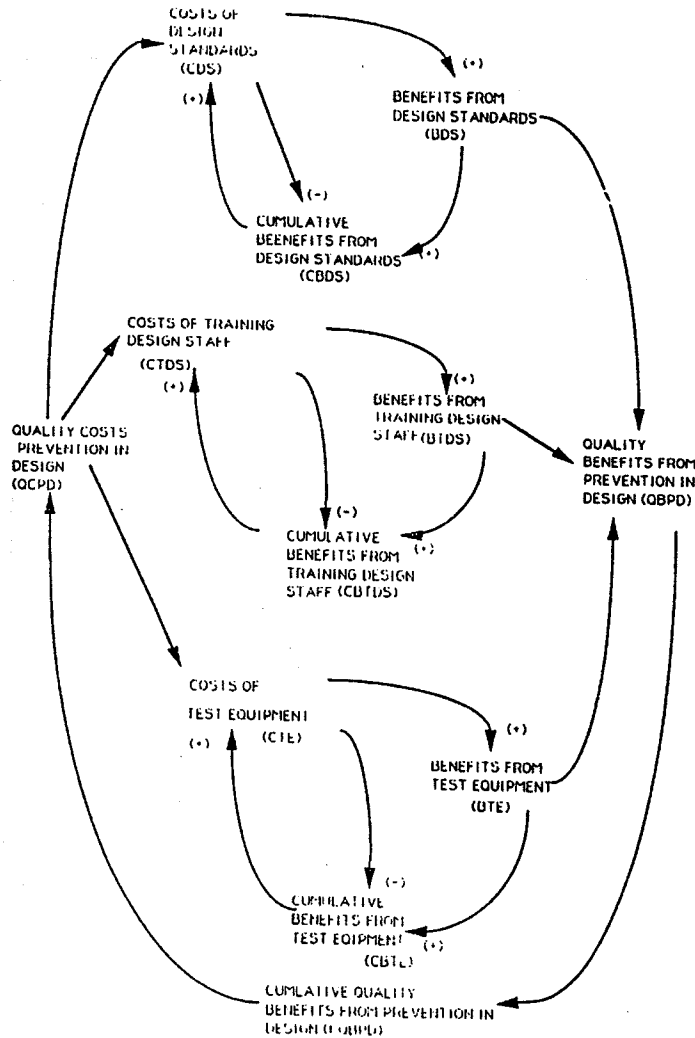 COSTS OF
DESIGN
STANDARDS
(CDS)
(+)
(+)
BENEFITS FROM
DESIGN STANDARDS
(BDS)
(-)
CUMULATIVE
BEENEFITS FROM
DESIGN STANDARDS
(CBDS)
(+)
COSTS OF TRAINING
DESIGN STAFF
(CTDS)
(+)
(+)
BENEFITS FROM
TRAINING DESIGN
STAFF (BTDS)
QUALITY COSTS
PREVENTION IN
DESIGN
(QCPD)
QUALITY
BENEFITS FROM
PREVENTION IN
DESIGN (QBPD)
(-)
CUMULATIVE
BENEFITS FROM
TRAINING DESIGN
STAFF (CBTDS)
(+)
COSTS OF
TEST EQUIPMENT
(CTE)
(+)
(+)
BENEFITS FROM
TEST EQUIPMENT
(BTE)
(-)
CUMULATIVE
BENEFITS FROM
TEST EQIPMENT
(CBTE)
(+)
CUMLATIVE QUALITY
BENEFITS FROM PREVENTION IN
DESIGN